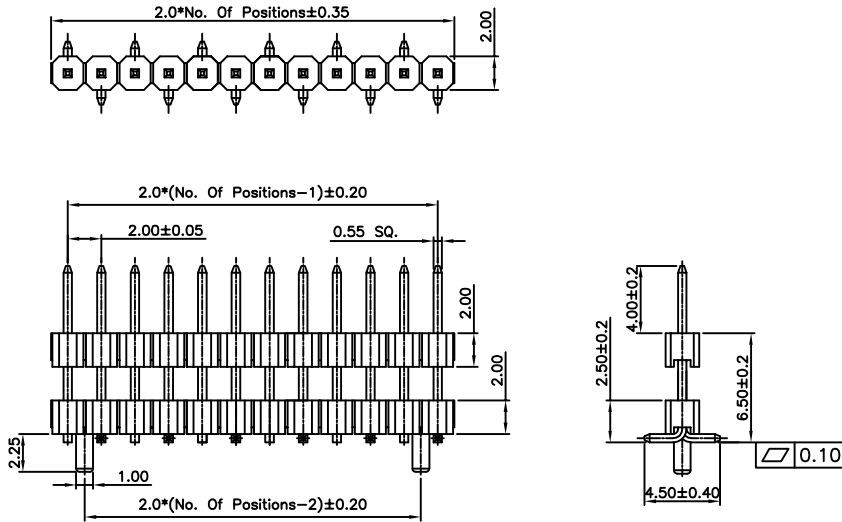 2.0*No. Of Positions±0.35
2.00
2.0*(No. Of Positions-1)±0.20
2.00±0.05
0.55 SQ.
2.00
2.00
2.25
1.00
2.0*(No. Of Positions-2)±0.20
4.00±0.2
2.50±0.2
6.50±0.2
0.10
4.50±0.40